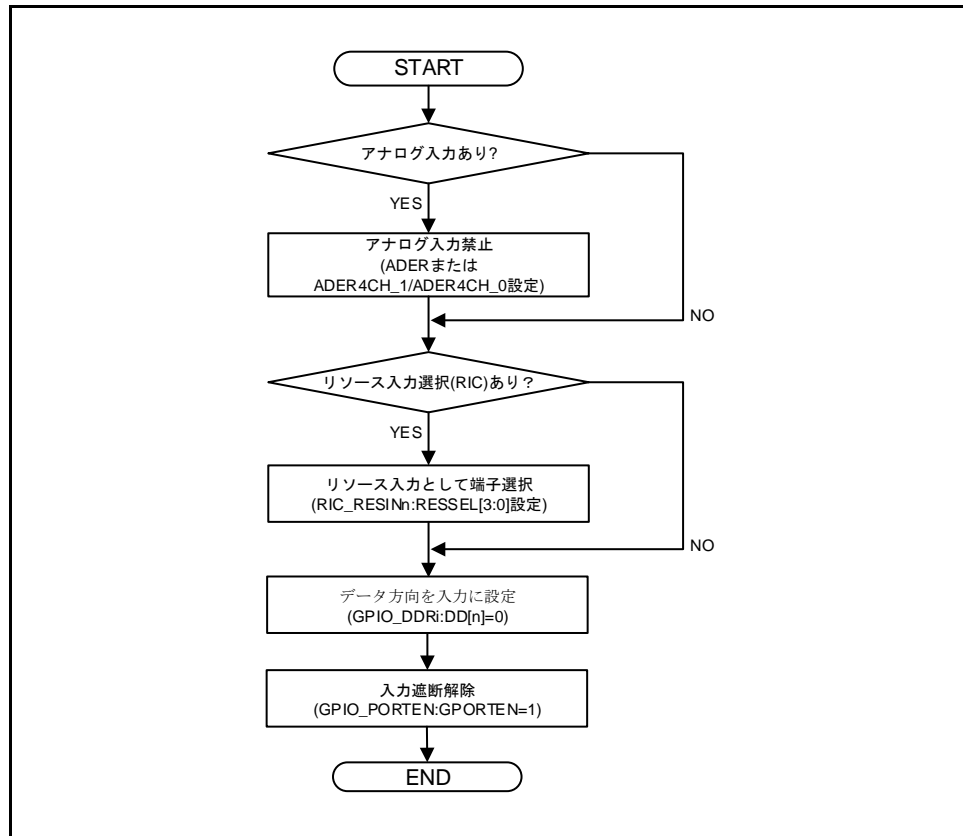 START
アナログ入力あり?
YES
アナログ入力禁止
(ADERまたは
ADER4CH_1/ADER4CH_0設定)
NO
リソース入力選択(RIC)あり？
YES
リソース入力として端子選択
(RIC_RESINn:RESSEL[3:0]設定)
NO
データ方向を入力に設定
(GPIO_DDRi:DD[n]=0)
入力遮断解除
(GPIO_PORTEN:GPORTEN=1)
END